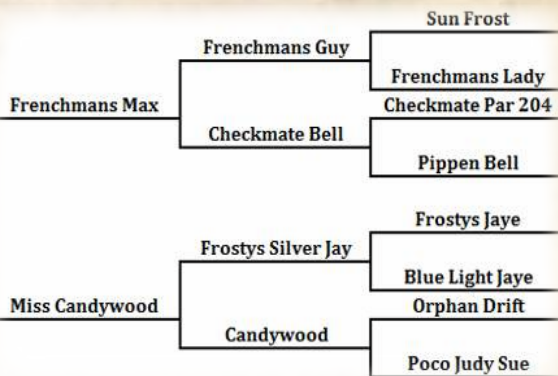 Sun Frost
Frenchmans Guy
Frenchmans Lady
Frenchmans Max
Checkmate Par 204
Checkmate Bell
Pippen Bell
Frostys Jaye
Frostys Silver Jay
Blue Light Jaye
Miss Candywood
Orphan Drift
Candywood
Poco Judy Sue